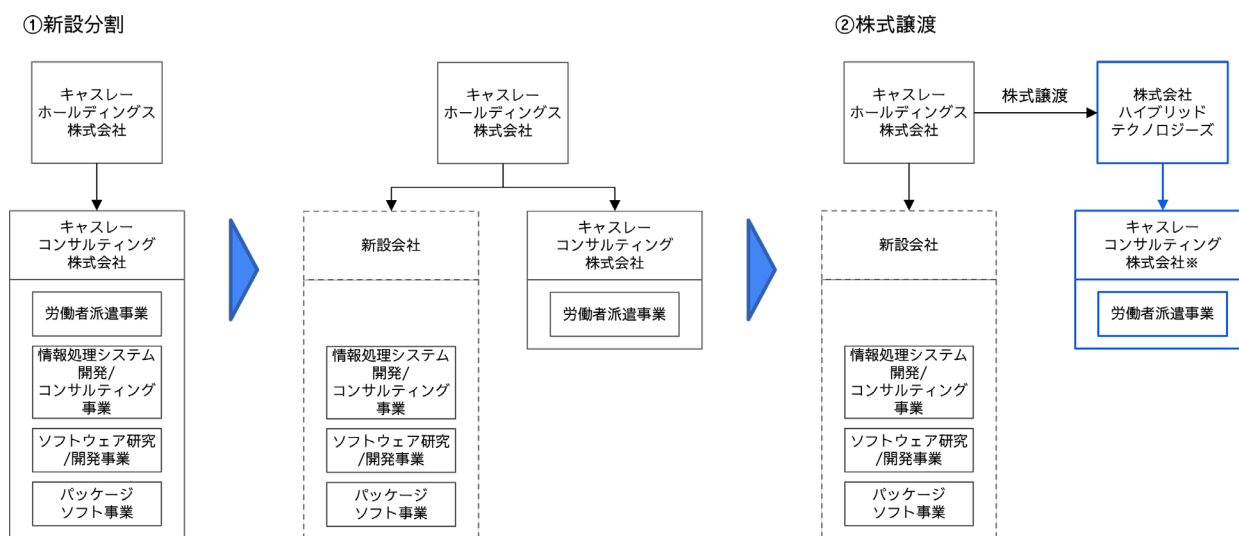 ①新設分割
キャスレー
ホールディングス
株式会社
キャスレー
コンサルティング
株式会社
労働者派遣事業
情報処理システム
開発/
コンサルティング
事業
ソフトウェア研究
/開発事業
パッケージ
ソフト事業
キャスレー
ホールディングス
株式会社
新設会社
情報処理システム
開発/
コンサルティング
事業
ソフトウェア研究
/開発事業
パッケージ
ソフト事業
キャスレー
コンサルティング
株式会社
労働者派遣事業
②株式譲渡
キャスレー
ホールディングス
株式会社
株式譲渡
株式会社
ハイブリッド
テクノロジーズ
新設会社
情報処理システム
開発/
コンサルティング
事業
ソフトウェア研究
/開発事業
パッケージ
ソフト事業
キャスレー
コンサルティング
株式会社※
労働者派遣事業